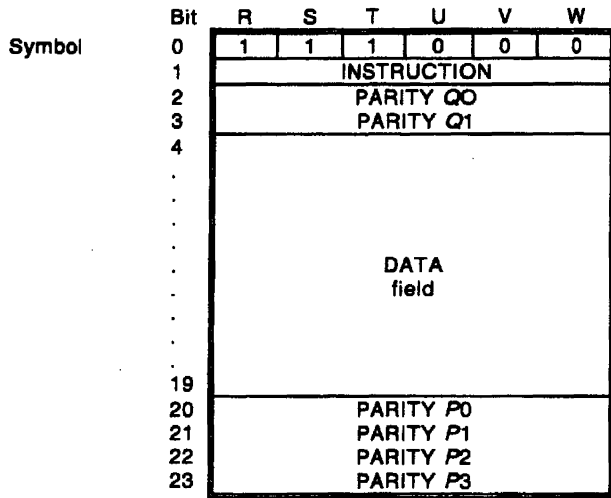 Bit R S T U V W
Symbol 0 1 1 1 0 0 0
1 INSTRUCTION
2 PARITY Q0
3 PARITY Q1
4
.
.
.
.
. DATA
. field
.
.
.
19
20 PARITY P0
21 PARITY P1
22 PARITY P2
23 PARITY P3